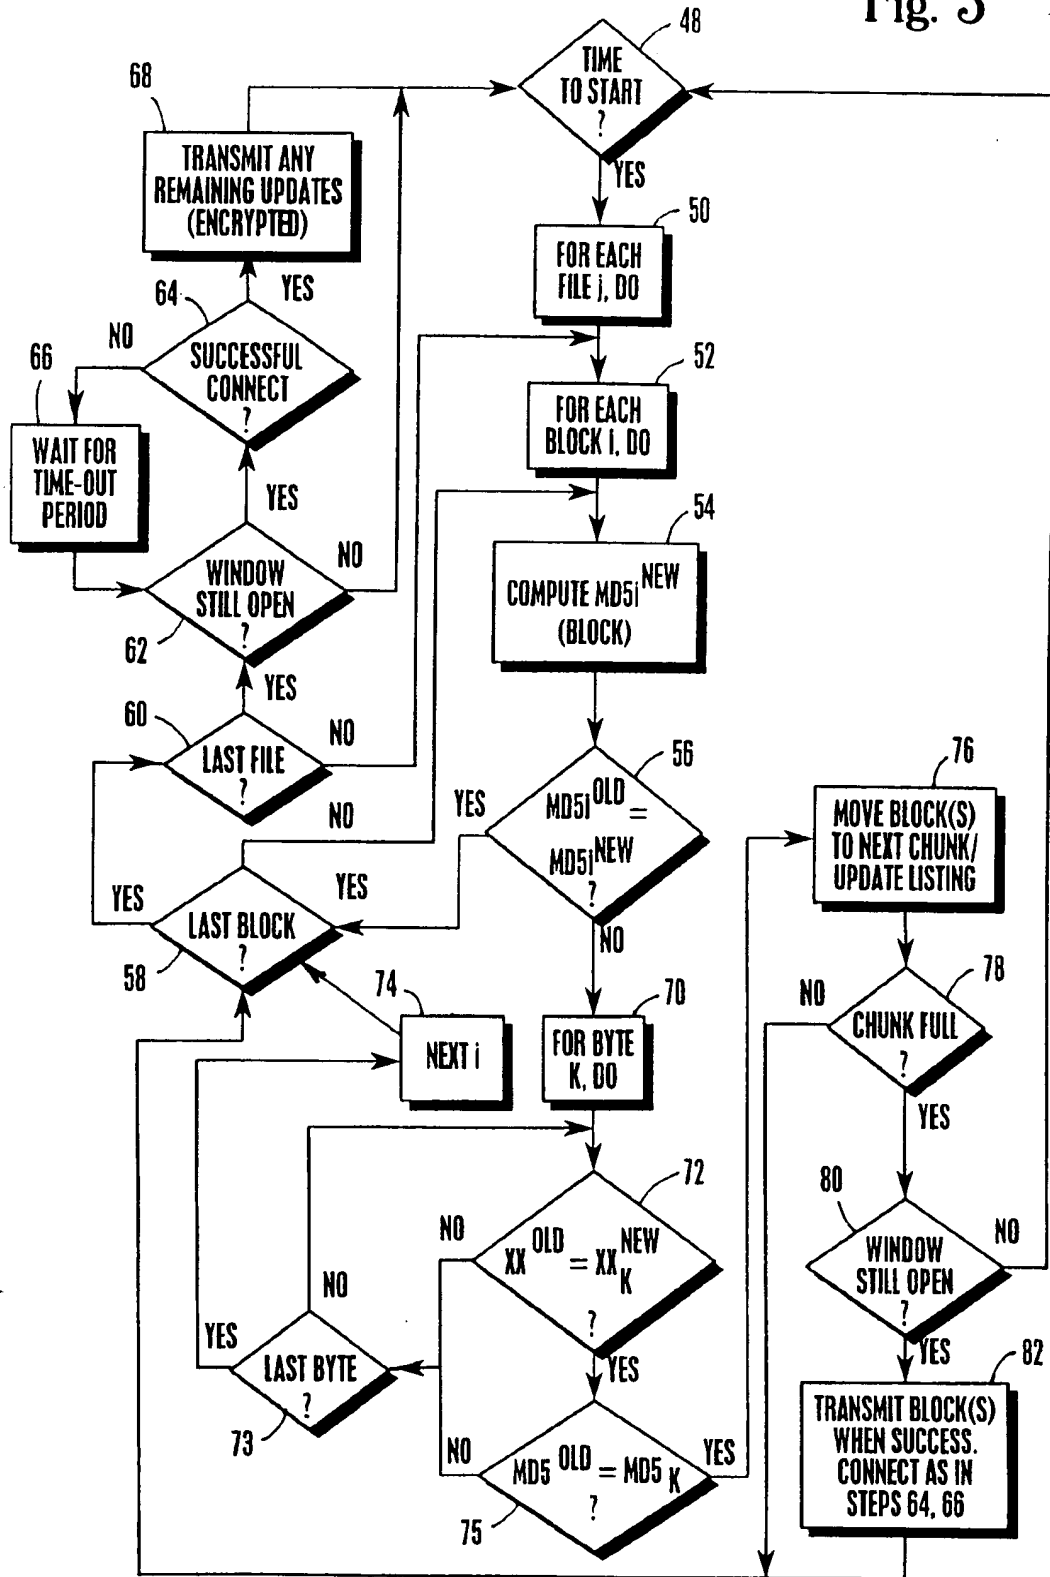 Fig. 3
48
TIME
TO START
?
YES
68
TRANSMIT ANY
REMAINING UPDATES
(ENCRYPTED)
50
FOR EACH
FILE j, DO
YES
64
NO
SUCCESSFUL
CONNECT
?
66
WAIT FOR
TIME-OUT
PERIOD
52
FOR EACH
BLOCK i, DO
YES
54
COMPUTE MD5i NEW
(BLOCK)
WINDOW
STILL OPEN
?
NO
62
YES
60
LAST FILE
?
NO
56
MD5i OLD =
MD5i NEW
?
YES
NO
NO
76
MOVE BLOCK(S)
TO NEXT CHUNK/
UPDATE LISTING
YES
YES
LAST BLOCK
?
58
74
NEXT i
70
FOR BYTE
K, DO
78
NO
CHUNK FULL
?
YES
72
NO
XX OLD = XX K NEW
?
YES
80
WINDOW
STILL OPEN
?
NO
YES
NO
YES
LAST BYTE
?
73
NO
MD5 OLD = MD5 K
?
YES
75
82
TRANSMIT BLOCK(S)
WHEN SUCCESS.
CONNECT AS IN
STEPS 64, 66